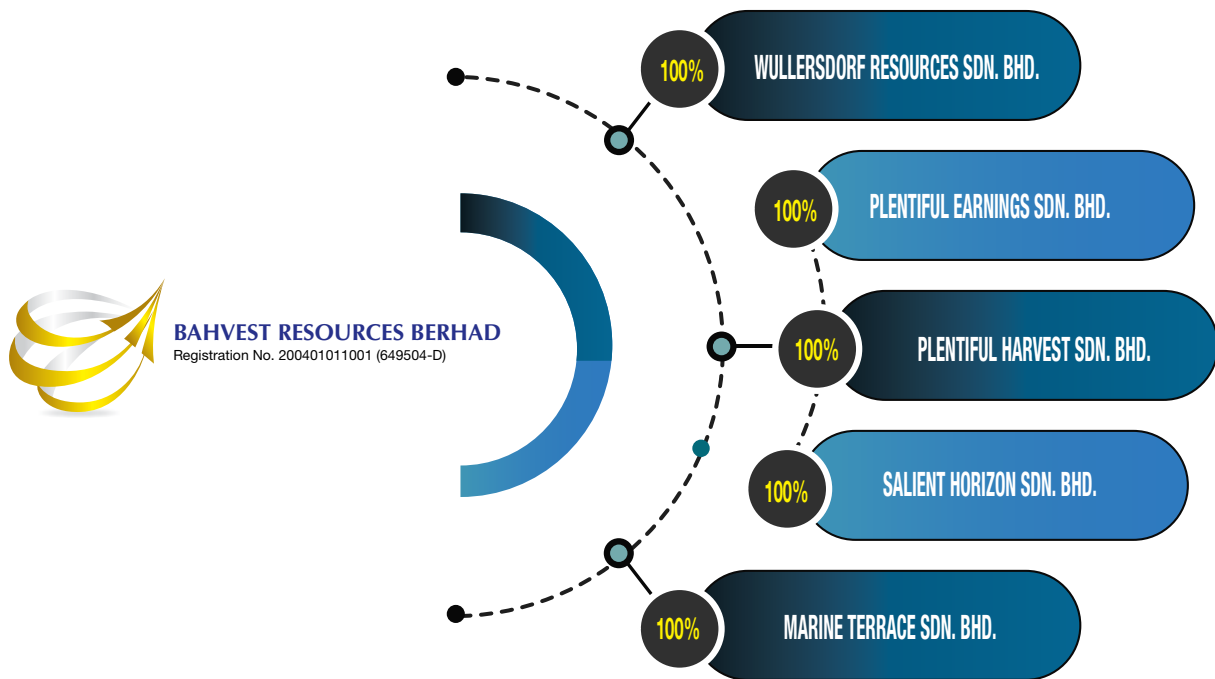 100%
WULLERSDORF RESOURCES SDN. BHD.
100%
PLENTIFUL EARNINGS SDN. BHD.
BAHVEST RESOURCES BERHAD
Registration No. 200401011001 (649504-D)
100%
PLENTIFUL HARVEST SDN. BHD.
100%
SALIENT HORIZON SDN. BHD.
100%
MARINE TERRACE SDN. BHD.